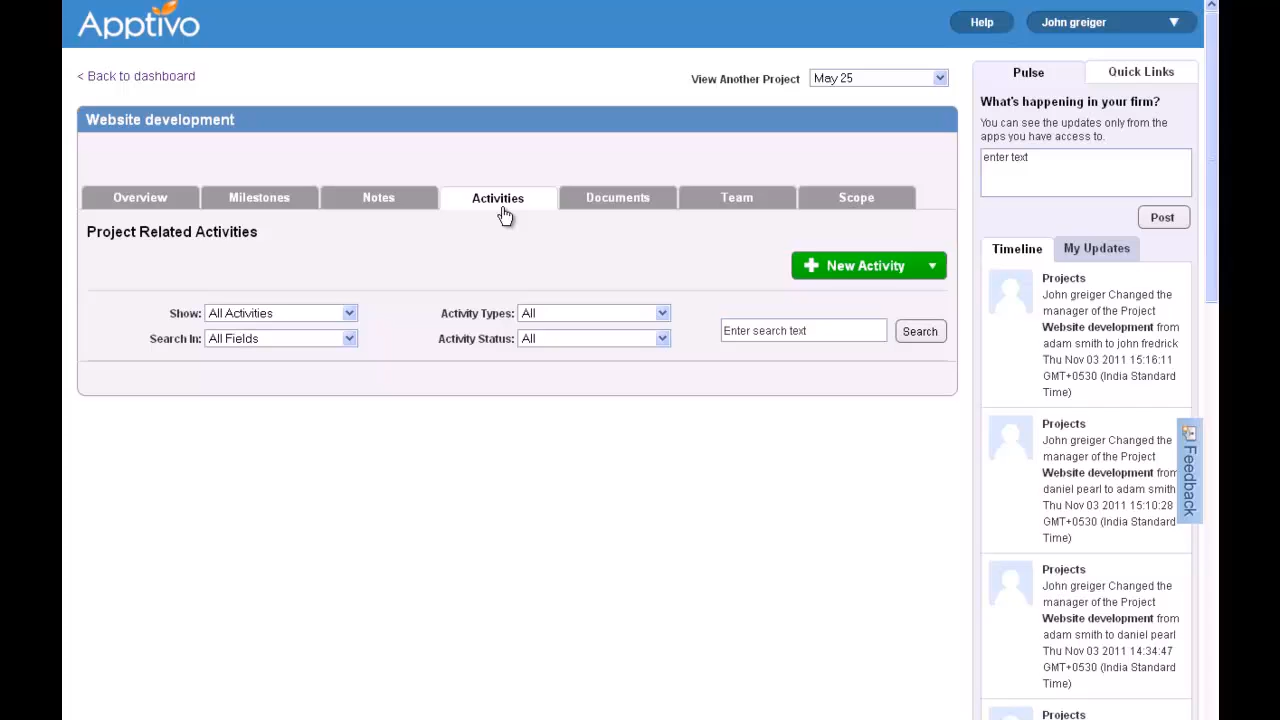 Apptivo
Help
John greiger
< Back to dashboard
View Another Project
May 25
Website development
Overview
Milestones
Notes
Activities
Documents
Team
Scope
Project Related Activities
New Activity
Show:
All Activities
Activity Types:
All
Search In:
All Fields
Activity Status:
All
Enter search text
Search
Pulse
Quick Links
What's happening in your firm?
You can see the updates only from the
apps you have access to.
enter text
Post
Timeline
My Updates
Projects
John greiger Changed the
manager of the Project
Website development from
adam smith to john fredrick
Thu Nov 03 2011 15:16:11
GMT+0530 (India Standard
Time)
Projects
John greiger Changed the
manager of the Project
Website development from
daniel pearl to adam smith
Thu Nov 03 2011 15:10:28
GMT+0530 (India Standard
Time)
Feedback
Projects
John greiger Changed the
manager of the Project
Website development from
adam smith to daniel pearl
Thu Nov 03 2011 14:34:47
GMT+0530 (India Standard
Time)
Projects